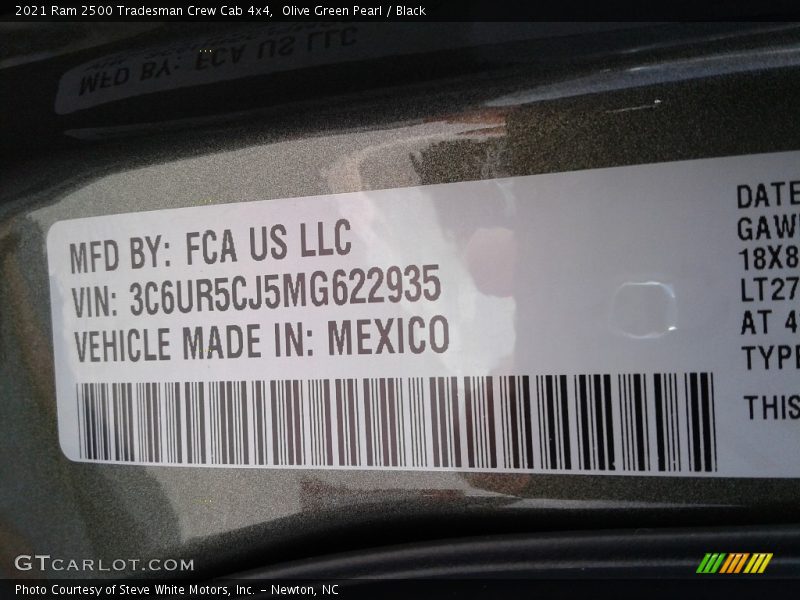 2021 Ram 2500 Tradesman Crew Cab 4x4,  Olive Green Pearl / Black
MFD BY: FCA US LLC
MFD BY: FCA US LLC
VIN: 3C6UR5CJ5MG622935
VEHICLE MADE IN: MEXICO
DATE
GAW
18X8
LT27
AT 4
TYPE
THIS
GTCARLOT.COM
Photo Courtesy of Steve White Motors, Inc. – Newton, NC